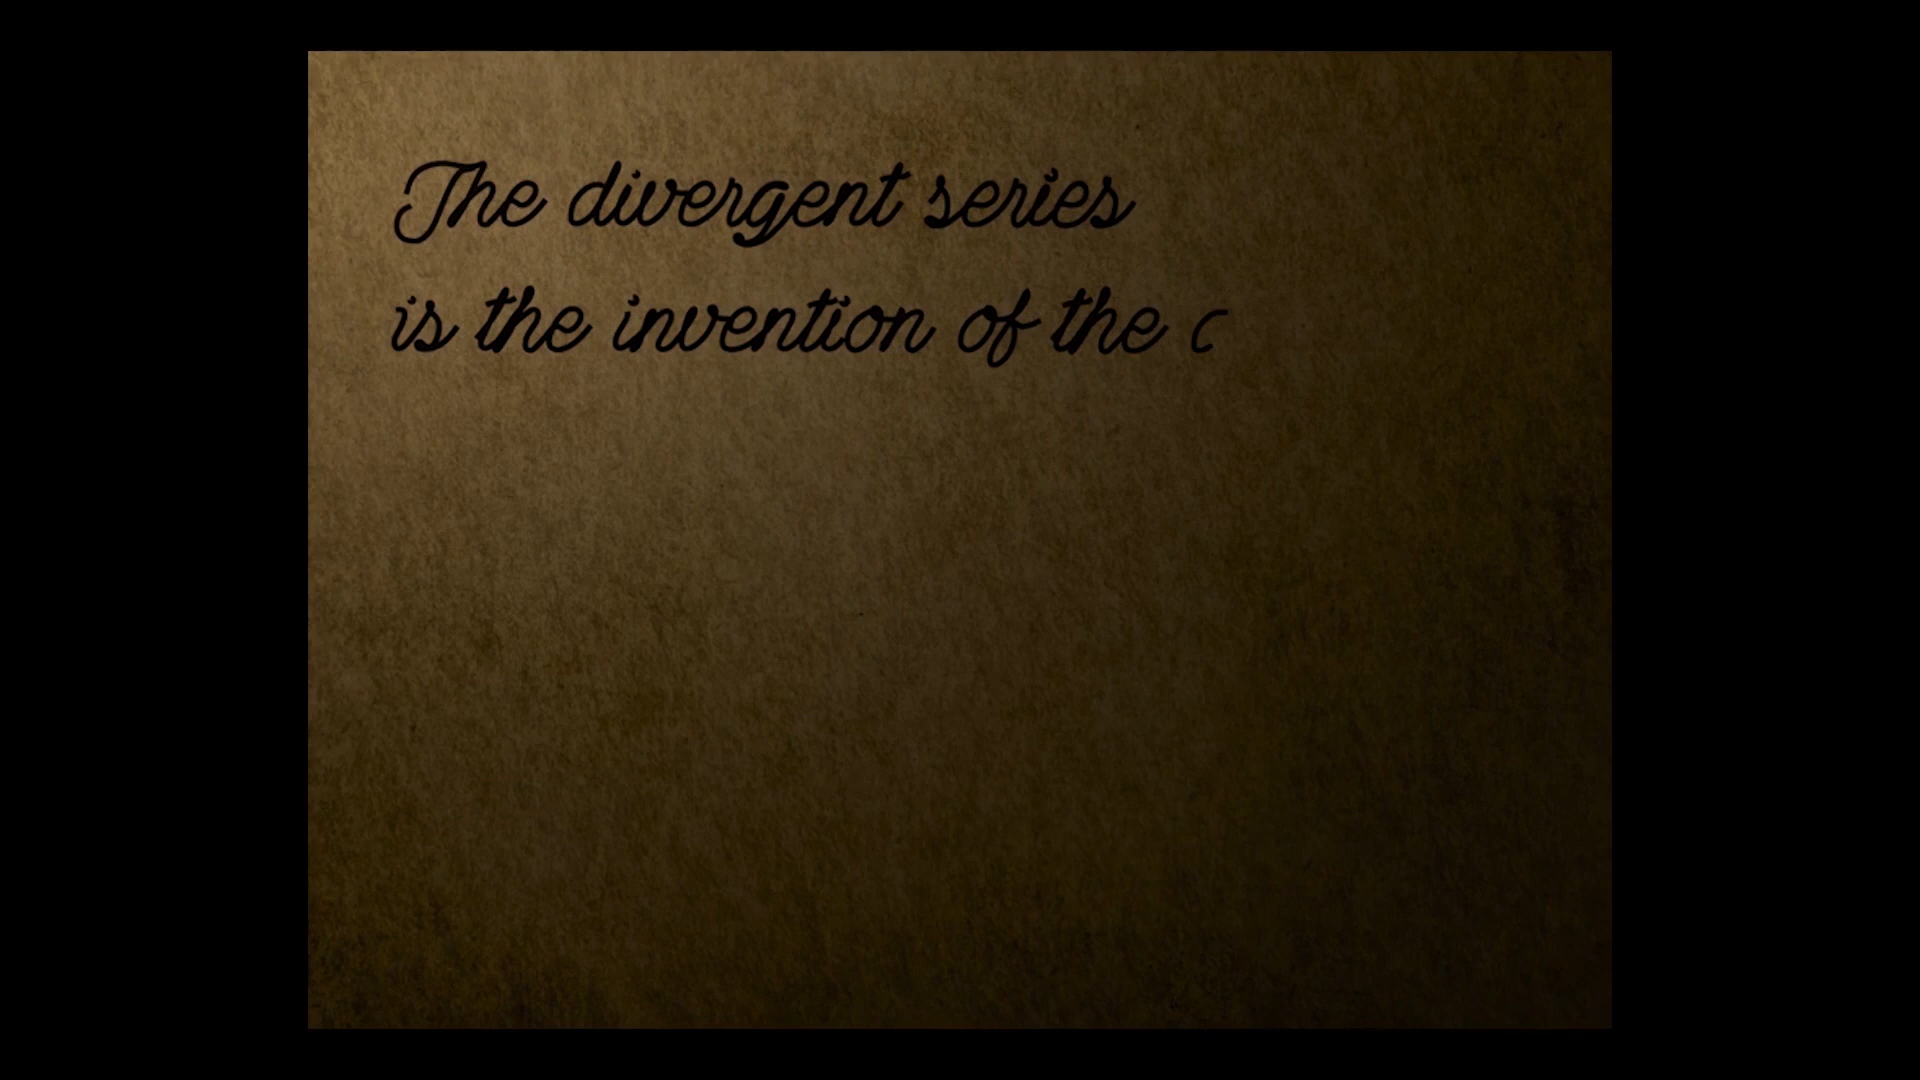 The divergent series
is the invention of the